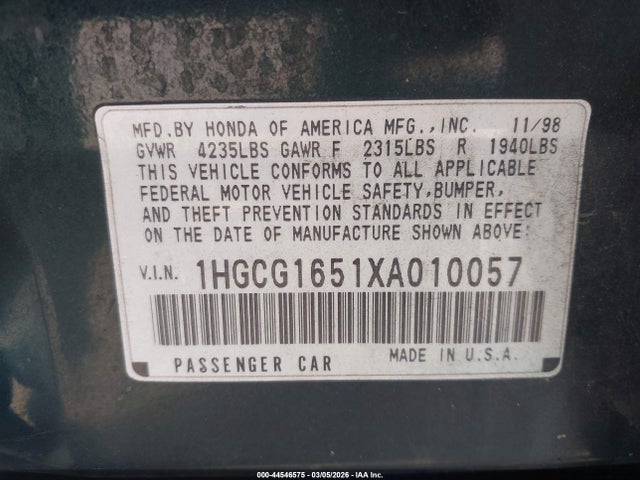 MFD.BY HONDA OF AMERICA MFG.,INC. 11/98
GVWR 4235LBS GAWR F 2315LBS R 1940LBS
THIS VEHICLE CONFORMS TO ALL APPLICABLE
FEDERAL MOTOR VEHICLE SAFETY,BUMPER,
AND THEFT PREVENTION STANDARDS IN EFFECT
ON THE DATE OF MANUFACTURE SHOWN ABOVE:
V.I.N. 1HGCG1651XA010057
PASSENGER CAR MADE IN U.S.A.
00--44546575 - 03/05/2026 - IAA Inc.